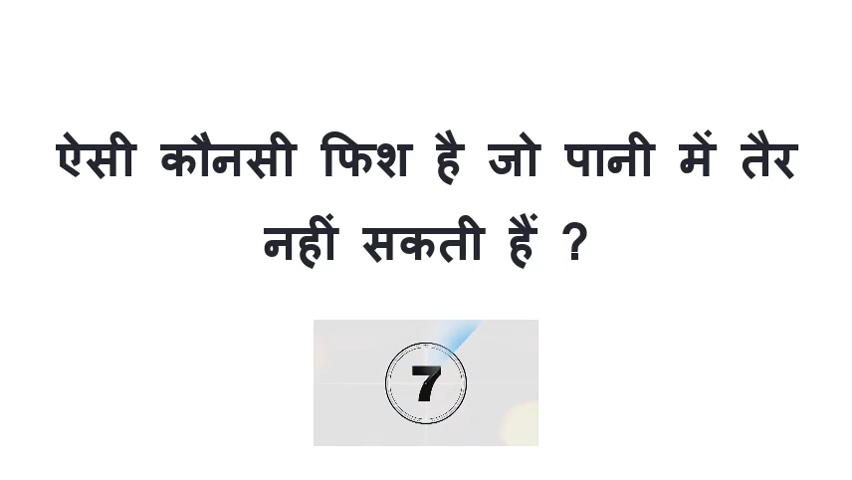 ऐसी कौनसी फिश है जो पानी में तैर
नहीं सकती हैं ?
7